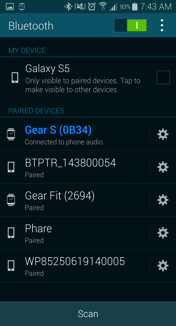 93% 7:43 AM
Bluetooth
MY DEVICE
Galaxy S5
Only visible to paired devices. Tap to
make visible to other devices.
PAIRED DEVICES
Gear S (0B34)
Connected to phone audio.
BTPTR_143800054
Paired
Gear Fit (2694)
Paired
Phare
Paired
WP85250619140005
Paired
Scan